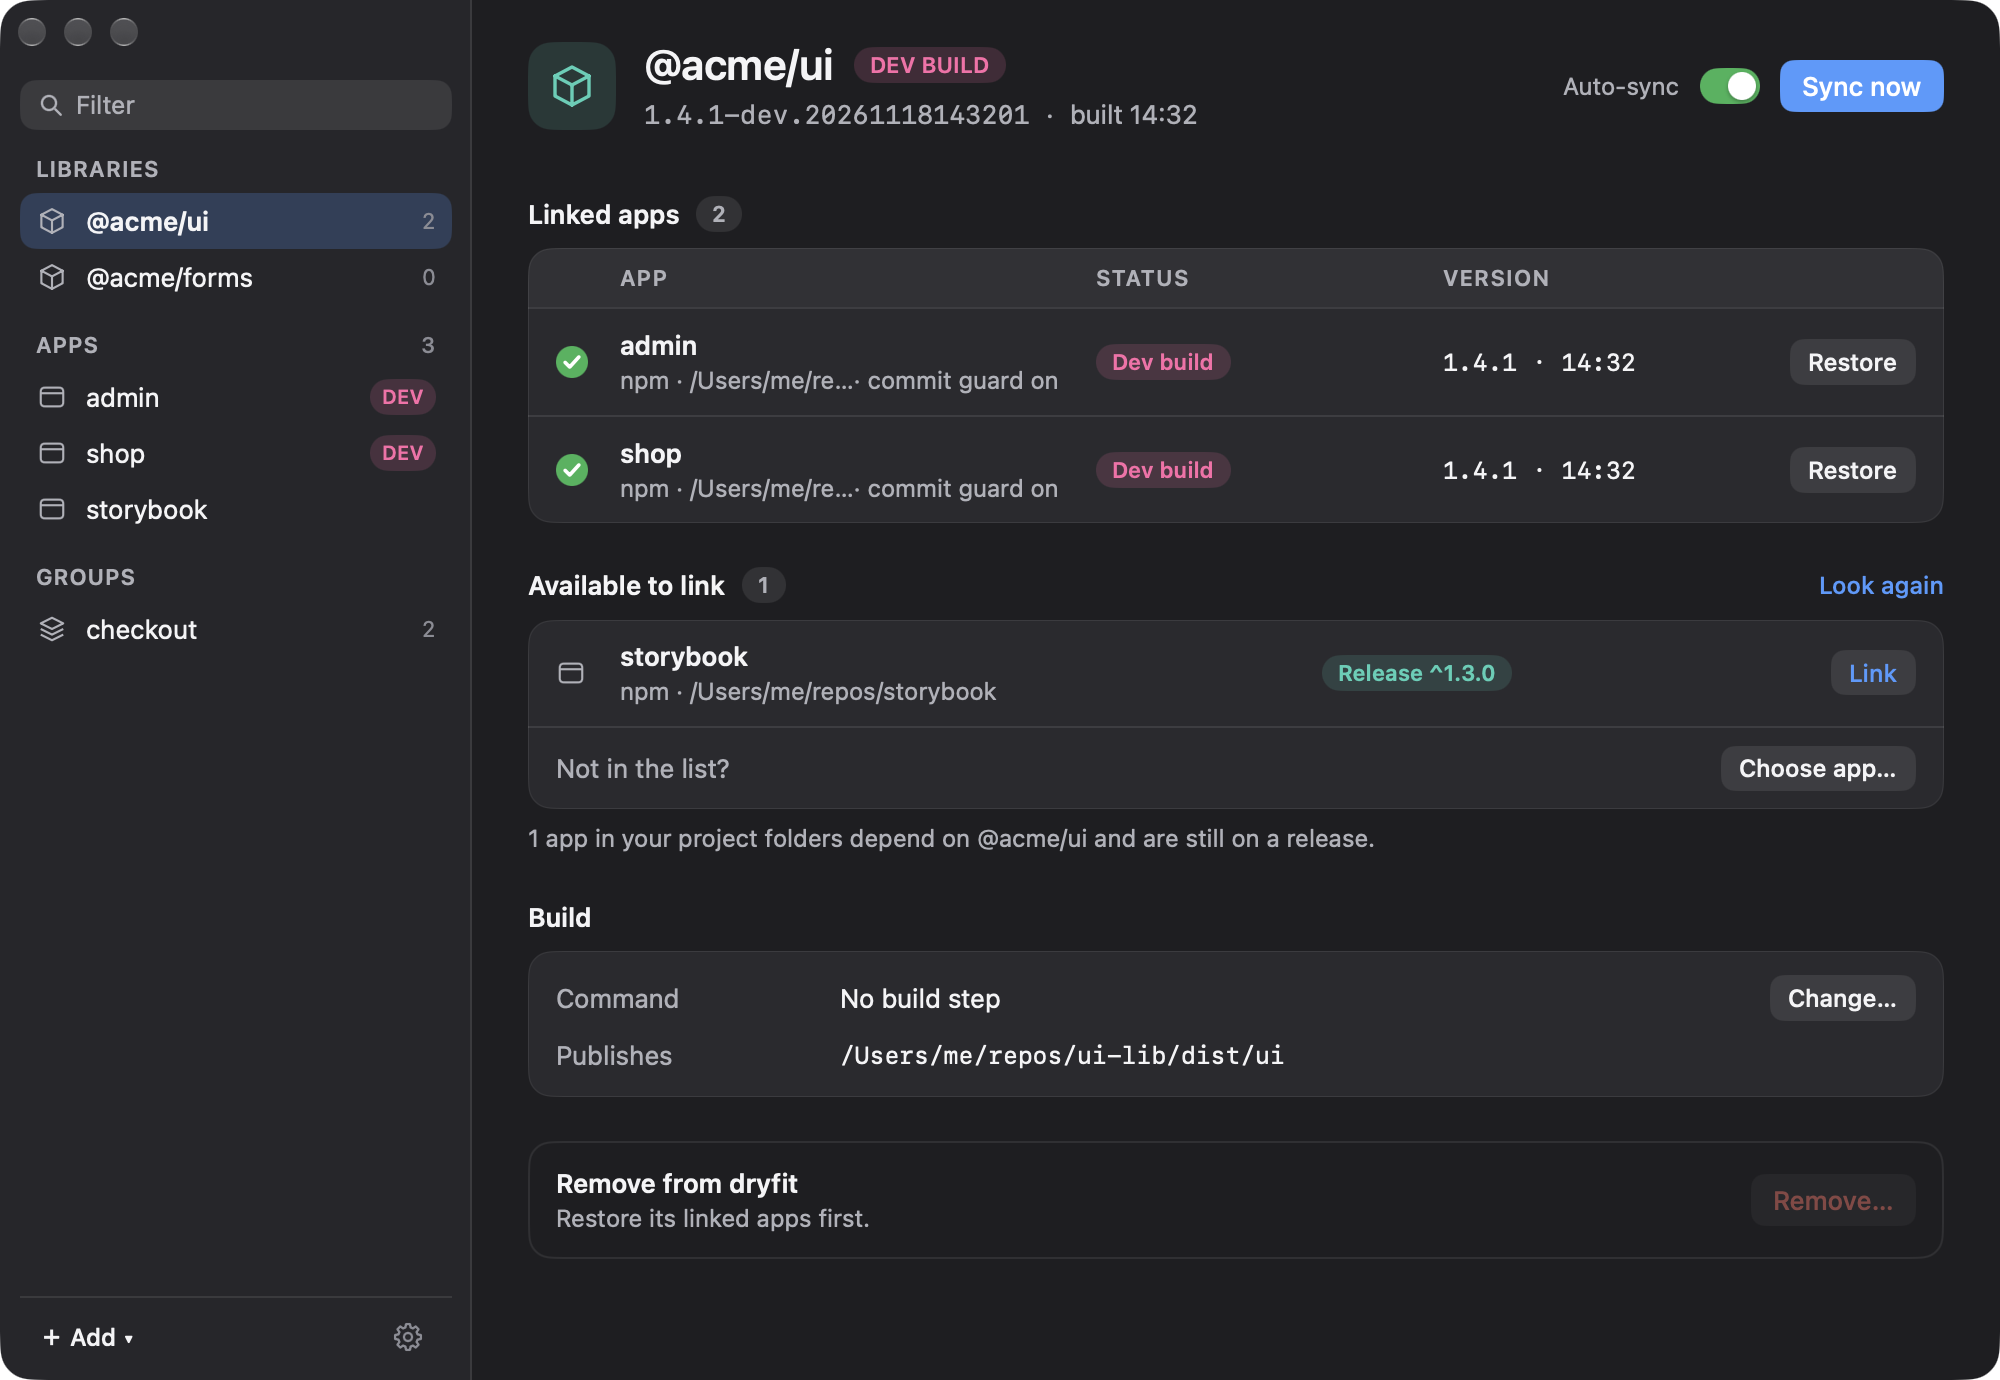 Filter
LIBRARIES
@acme/ui 2
@acme/forms 0
APPS 3
admin DEV
shop DEV
storybook
GROUPS
checkout 2
+ Add ▾
@acme/ui DEV BUILD
1.4.1-dev.20261118143201 · built 14:32
Auto-sync Sync now
Linked apps 2
APP STATUS VERSION
admin
npm · /Users/me/re...· commit guard on
Dev build 1.4.1 · 14:32 Restore
shop
npm · /Users/me/re...· commit guard on
Dev build 1.4.1 · 14:32 Restore
Available to link 1 Look again
storybook
npm · /Users/me/repos/storybook
Release ^1.3.0 Link
Not in the list? Choose app...
1 app in your project folders depend on @acme/ui and are still on a release.
Build
Command No build step Change...
Publishes /Users/me/repos/ui-lib/dist/ui
Remove from dryfit
Restore its linked apps first.
Remove...